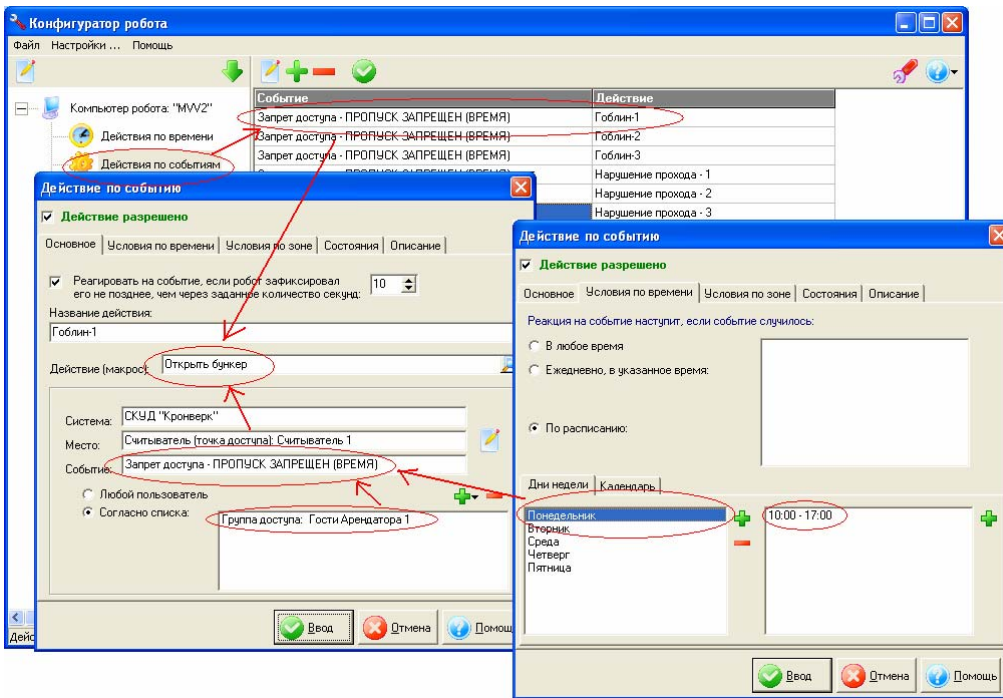 Конфигуратор робота
Файл Настройки ... Помощь
Компьютер робота: "MVV2"
Действия по времени
Действия по событиям
Событие Действие
Запрет доступа - ПРОПУСК ЗАПРЕЩЕН (ВРЕМЯ) Гоблин-1
Запрет доступа - ПРОПУСК ЗАПРЕЩЕН (ВРЕМЯ) Гоблин-2
Запрет доступа - ПРОПУСК ЗАПРЕЩЕН (ВРЕМЯ) Гоблин-3
Нарушение прохода - 1
Нарушение прохода - 2
Нарушение прохода - 3
Действие по событию
Действие разрешено
Основное Условия по времени Условия по зоне Состояния Описание
Реагировать на событие, если робот зафиксировал
его не позднее, чем через заданное количество секунд: 10
Название действия:
Гоблин-1
Действие (макрос): Открыть бункер
Система: СКУД "Кронверк"
Место: Считыватель (точка доступа): Считыватель 1
Событие: Запрет доступа - ПРОПУСК ЗАПРЕЩЕН (ВРЕМЯ)
Любой пользователь
Согласно списка:
Группа доступа: Гости Арендатора 1
Ввод Отмена Помощ
Дейс
Действие по событию
Действие разрешено
Основное Условия по времени Условия по зоне Состояния Описание
Реакция на событие наступит, если событие случилось:
В любое время
Ежедневно, в указанное время:
По расписанию:
Дни недели Календарь
Понедельник 10:00 - 17:00
Вторник
Среда
Четверг
Пятница
Ввод Отмена Помощь